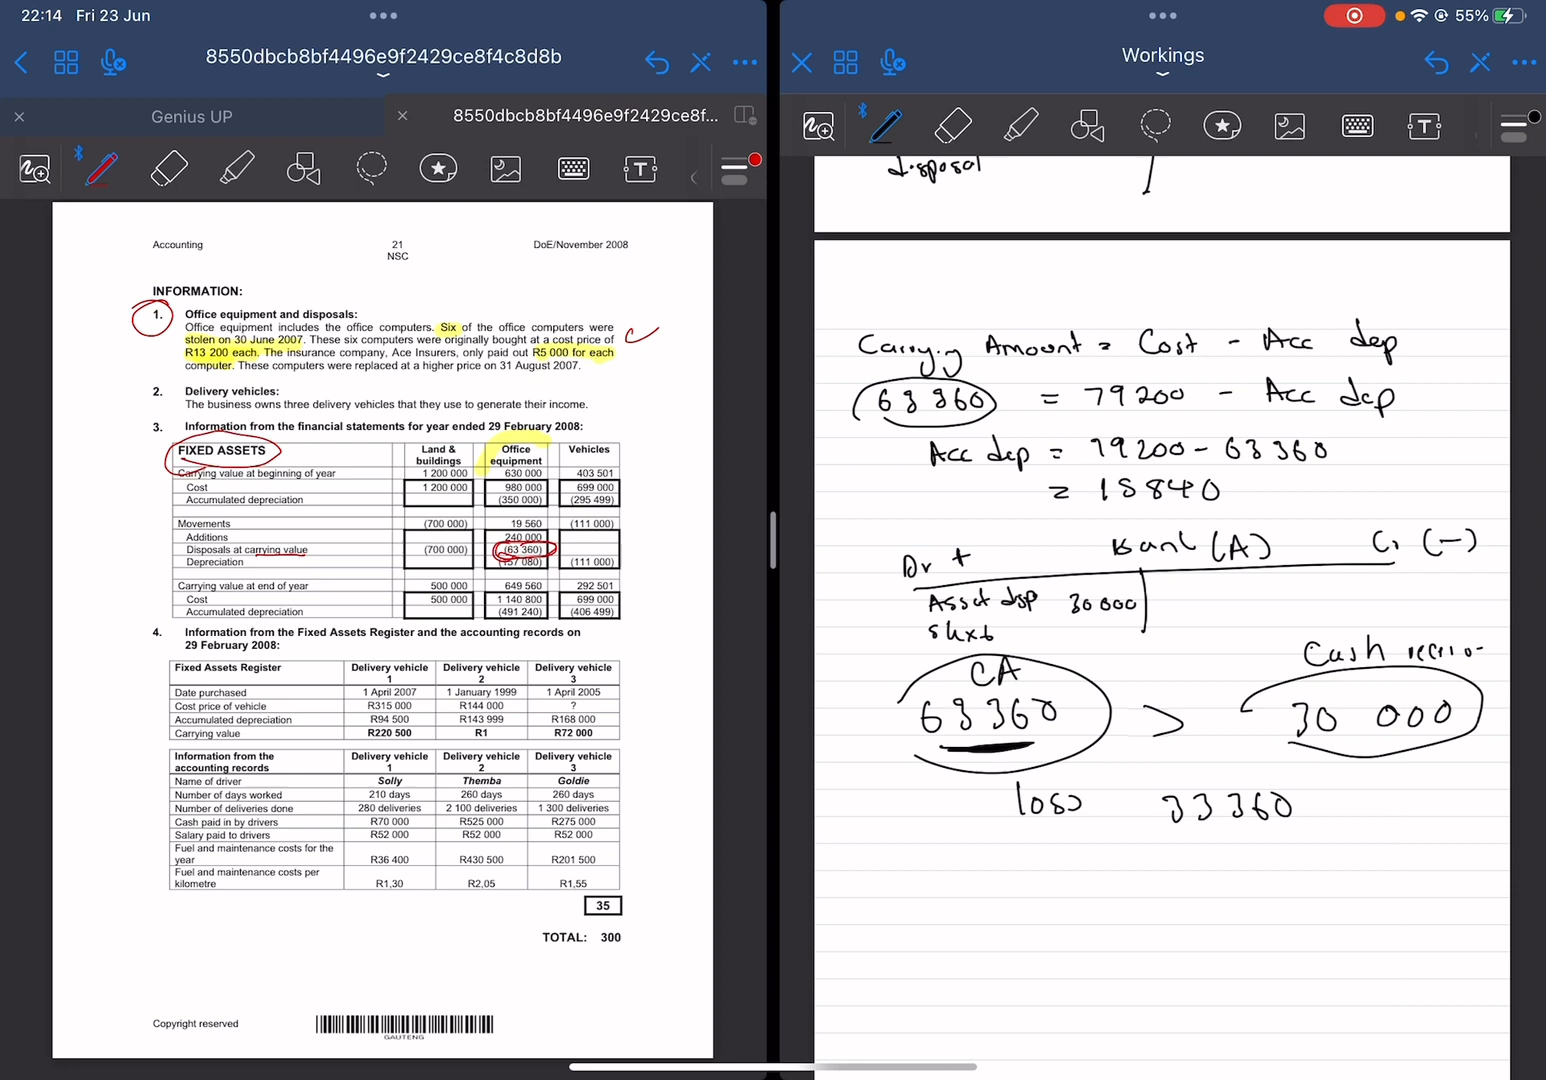 22:14 Fri 23 Jun
55%
8550dbcb8bf4496e9f2429ce8f4c8d8b
Workings
Genius UP
8550dbcb8bf4496e9f2429ce8f...
Accounting 21 DoE/November 2008
NSC
INFORMATION:
1. Office equipment and disposals:
Office equipment includes the office computers. Six of the office computers were
stolen on 30 June 2007. These six computers were originally bought at a cost price of
R13 200 each. The insurance company, Ace Insurers, only paid out R5 000 for each
computer. These computers were replaced at a higher price on 31 August 2007.
2. Delivery vehicles:
The business owns three delivery vehicles that they use to generate their income.
3. Information from the financial statements for year ended 29 February 2008:
FIXED ASSETS Land & buildings Office equipment Vehicles
Carrying value at beginning of year 1 200 000 630 000 403 501
Cost 1 200 000 980 000 699 000
Accumulated depreciation (350 000) (295 499)
Movements (700 000) 19 560 (111 000)
Additions 240 000
Disposals at carrying value (700 000) (63 360)
Depreciation (157 080) (111 000)
Carrying value at end of year 500 000 649 560 292 501
Cost 500 000 1 140 800 699 000
Accumulated depreciation (491 240) (406 499)
4. Information from the Fixed Assets Register and the accounting records on
29 February 2008:
Fixed Assets Register Delivery vehicle 1 Delivery vehicle 2 Delivery vehicle 3
Date purchased 1 April 2007 1 January 1999 1 April 2005
Cost price of vehicle R315 000 R144 000 ?
Accumulated depreciation R94 500 R143 999 R168 000
Carrying value R220 500 R1 R72 000
Information from the accounting records Delivery vehicle 1 Delivery vehicle 2 Delivery vehicle 3
Name of driver Solly Themba Goldie
Number of days worked 210 days 260 days 260 days
Number of deliveries done 280 deliveries 2 100 deliveries 1 300 deliveries
Cash paid in by drivers R70 000 R525 000 R275 000
Salary paid to drivers R52 000 R52 000 R52 000
Fuel and maintenance costs for the year R36 400 R430 500 R201 500
Fuel and maintenance costs per kilometre R1,30 R2,05 R1,55
35
TOTAL: 300
Copyright reserved
GAUTENG
disposal
Carrying Amount = Cost - Acc dep
63 360 = 79200 - Acc dep
Acc dep = 79200 - 63 360
= 15840
Dr + Bank (A) Cr (-)
Asset disp 30 000
CA Cash
63 360 > 30 000
loss 33 360